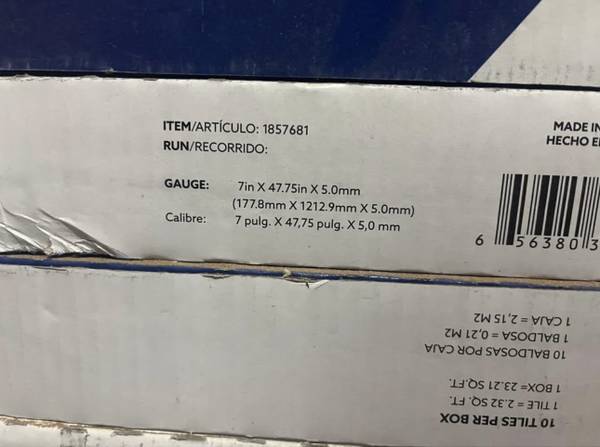 ITEM/ARTÍCULO: 1857681
RUN/RECORRIDO:
GAUGE: 7in X 47.75in X 5.0mm
(177.8mm X 1212.9mm X 5.0mm)
Calibre: 7 pulg. X 47,75 pulg. X 5,0 mm
MADE IN
HECHO
6 56380 3
10 TILES PER BOX
1 TILE = 2.32 SQ.FT.
1 BOX= 23.21 SQ.FT.
10 BALDOSAS POR CAJA
1 BALDOSA = 0,21 M2
1 CAJA = 2,15 M2